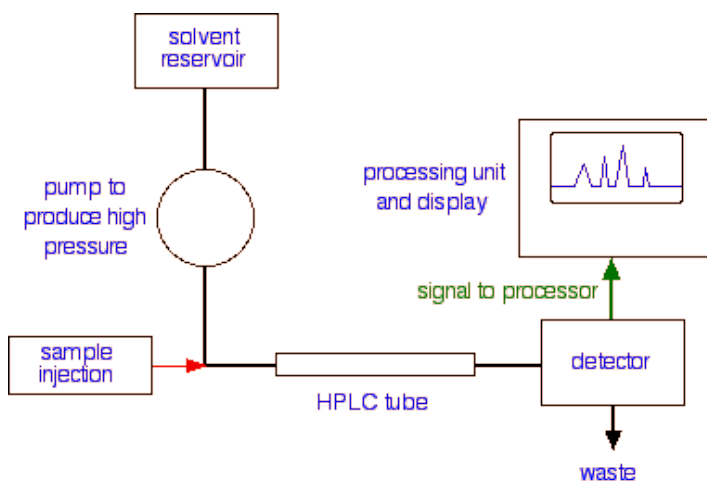 solvent
reservoir
pump to
produce high
pressure
processing unit
and display
signal to processor
sample
injection
HPLC tube
detector
waste